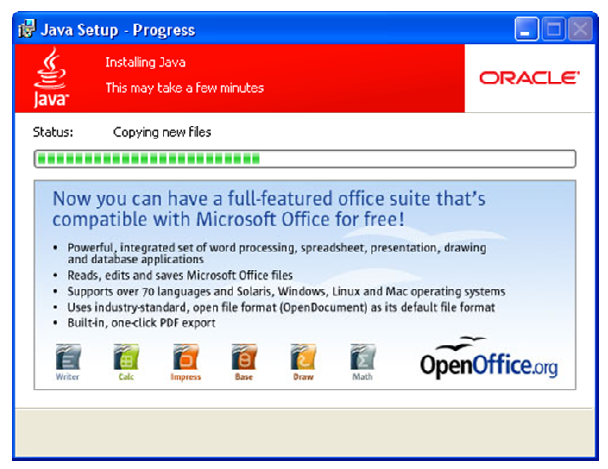 Java Setup - Progress
Installing Java
This may take a few minutes
Java
ORACLE
Status: Copying new files
Now you can have a full-featured office suite that's
compatible with Microsoft Office for free!
• Powerful, integrated set of word processing, spreadsheet, presentation, drawing
and database applications
• Reads, edits and saves Microsoft Office files
• Supports over 70 languages and Solaris, Windows, Linux and Mac operating systems
• Uses industry-standard, open file format (OpenDocument) as its default file format
• Built-in, one-click PDF export
Writer Calc Impress Base Draw Math
OpenOffice.org